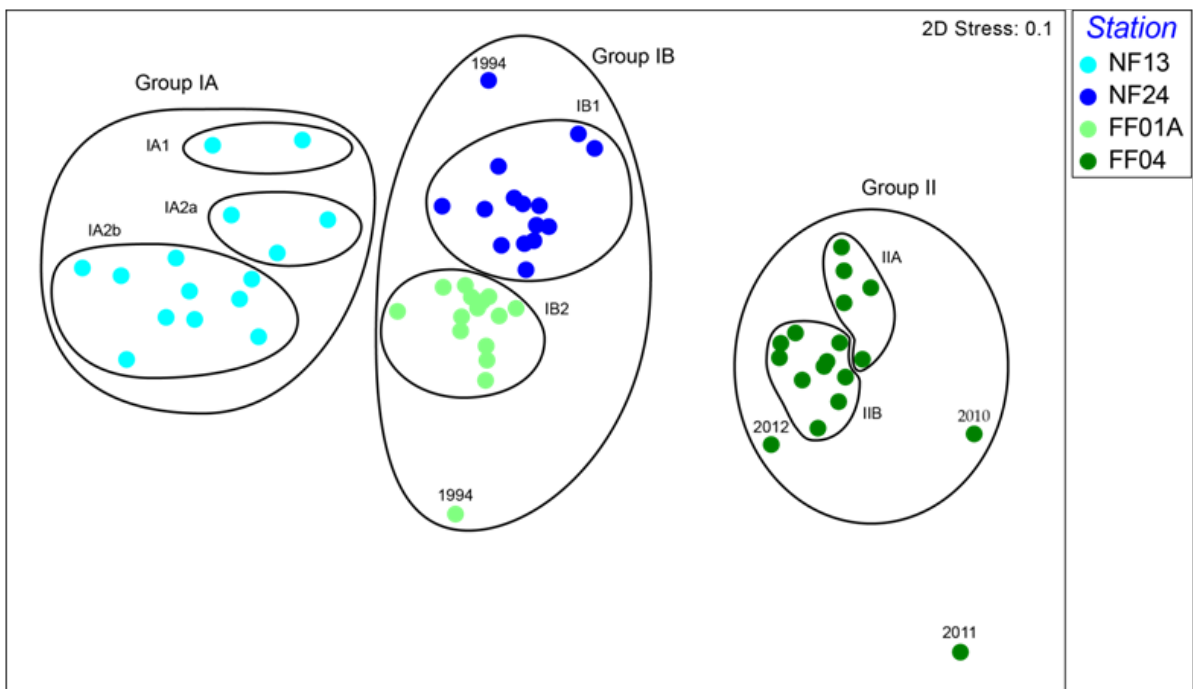 2D Stress: 0.1
Station
NF13
NF24
FF01A
FF04
Group IA
IA1
IA2a
IA2b
Group IB
1994
IB1
IB2
1994
Group II
IIA
IIB
2012
2010
2011